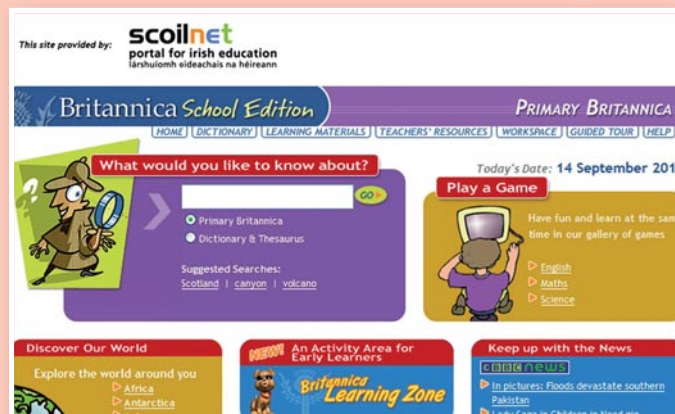 This site provided by:
scoilnet
portal for irish education
lárshuíomh oideachais na héireann
Britannica School Edition
PRIMARY BRITANNICA
HOME | DICTIONARY | LEARNING MATERIALS | TEACHERS' RESOURCES | WORKSPACE | GUIDED TOUR | HELP
What would you like to know about?
GO
Primary Britannica
Dictionary & Thesaurus
Suggested Searches:
Scotland | canyon | volcano
Today's Date: 14 September 201
Play a Game
Have fun and learn at the sam
time in our gallery of games
English
Maths
Science
Discover Our World
Explore the world around you
Africa
Antarctica
NEW!
An Activity Area for
Early Learners
Britannica
Learning Zone
Keep up with the News
CBBC news
In pictures: Floods devastate southern
Pakistan